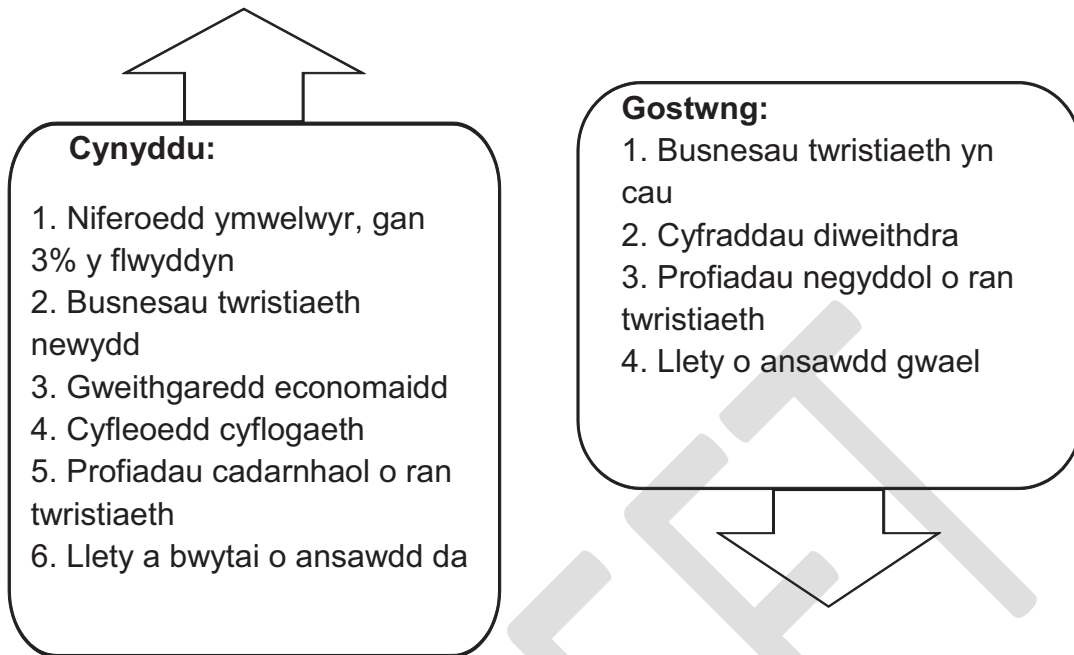 Cynyddu:
1. Niferoedd ymwelwyr, gan
3% y flwyddyn
2. Busnesau twristiaeth
newydd
3. Gweithgaredd economaidd
4. Cyfleoedd cyflogaeth
5. Profiadau cadarnhaol o ran
twristiaeth
6. Llety a bwytai o ansawdd da
Gostwng:
1. Busnesau twristiaeth yn
cau
2. Cyfraddau diweithdra
3. Profiadau negyddol o ran
twristiaeth
4. Llety o ansawdd gwael